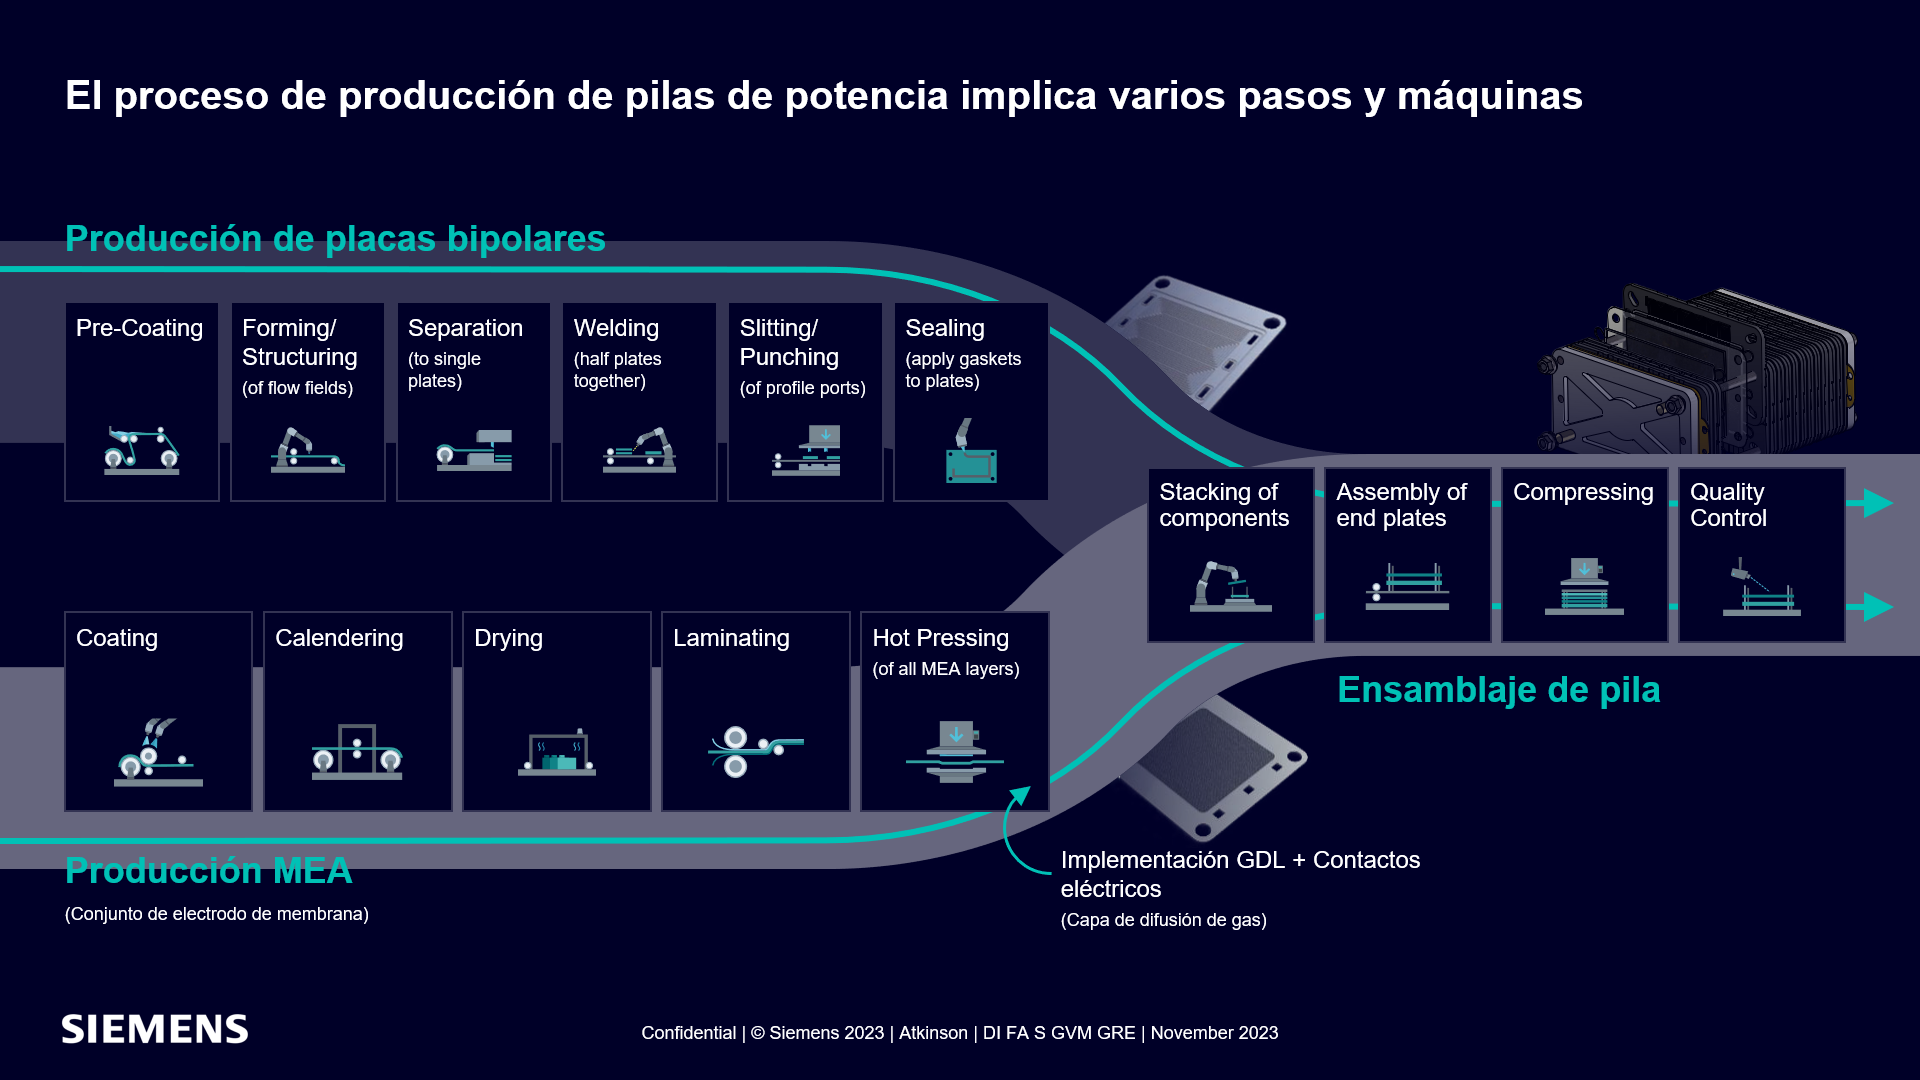 El proceso de producción de pilas de potencia implica varios pasos y máquinas
Producción de placas bipolares
Pre-Coating
Forming/
Structuring
(of flow fields)
Separation
(to single
plates)
Welding
(half plates
together)
Slitting/
Punching
(of profile ports)
Sealing
(apply gaskets
to plates)
Stacking of
components
Assembly of
end plates
Compressing
Quality
Control
Coating
Calendering
Drying
Laminating
Hot Pressing
(of all MEA layers)
Ensamblaje de pila
Producción MEA
(Conjunto de electrodo de membrana)
Implementación GDL + Contactos
eléctricos
(Capa de difusión de gas)
SIEMENS
Confidential | © Siemens 2023 | Atkinson | DI FA S GVM GRE | November 2023